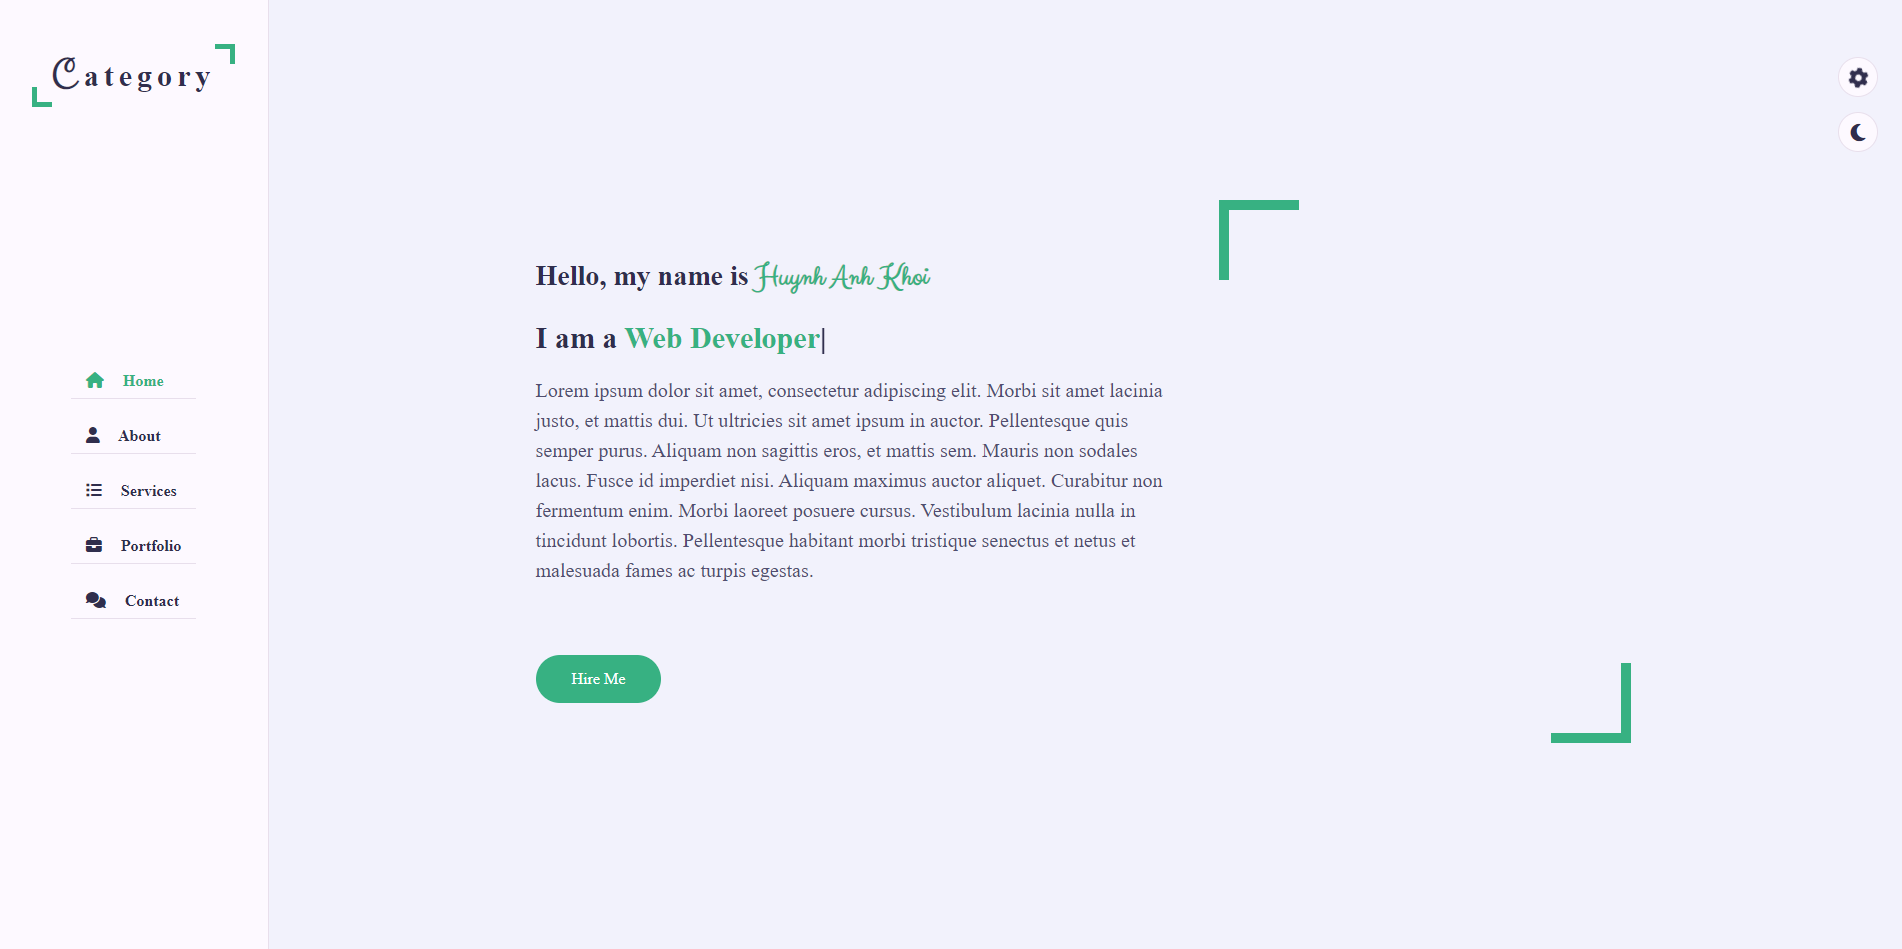 Category
Home
About
Services
Portfolio
Contact
Hello, my name is Huynh Anh Khoi
I am a Web Developer|
Lorem ipsum dolor sit amet, consectetur adipiscing elit. Morbi sit amet lacinia
justo, et mattis dui. Ut ultricies sit amet ipsum in auctor. Pellentesque quis
semper purus. Aliquam non sagittis eros, et mattis sem. Mauris non sodales
lacus. Fusce id imperdiet nisi. Aliquam maximus auctor aliquet. Curabitur non
fermentum enim. Morbi laoreet posuere cursus. Vestibulum lacinia nulla in
tincidunt lobortis. Pellentesque habitant morbi tristique senectus et netus et
malesuada fames ac turpis egestas.
Hire Me